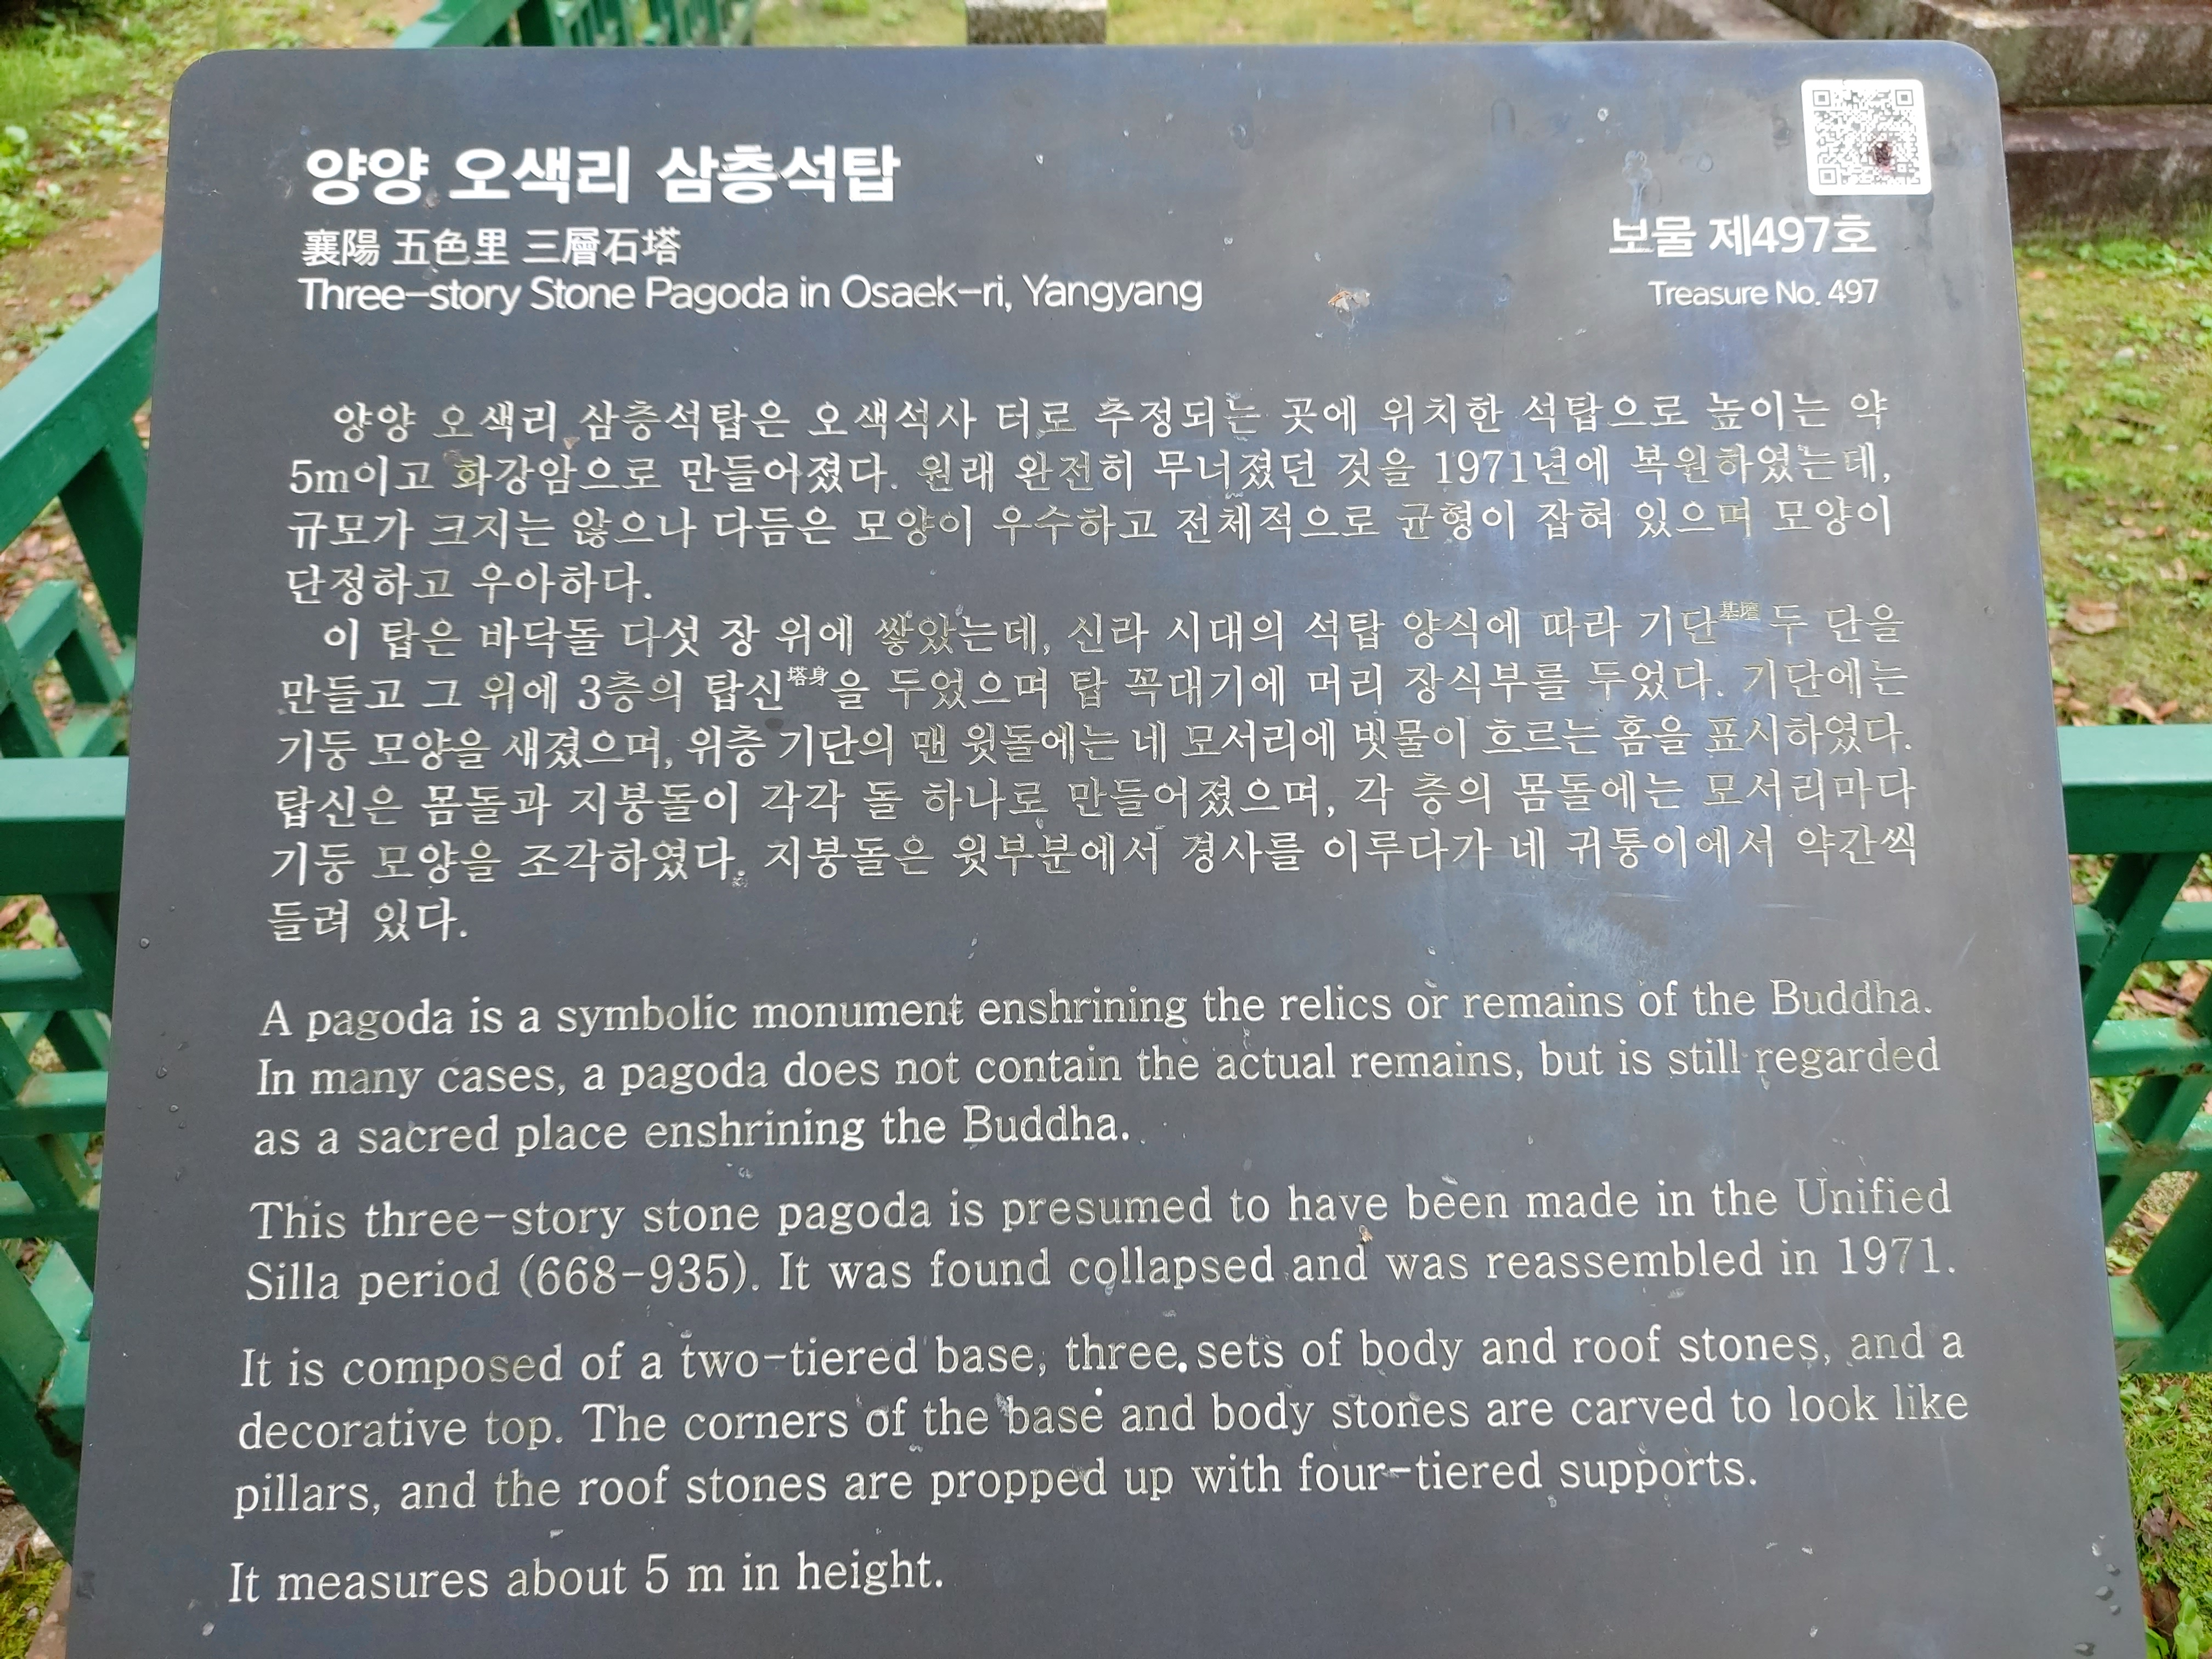 양양 오색리 삼층석탑
襄陽 五色里 三層石塔
Three-story Stone Pagoda in Osaek-ri, Yangyang
보물 제497호
Treasure No. 497
양양 오색리 삼층석탑은 오색석사 터로 추정되는 곳에 위치한 석탑으로 높이는 약
5m이고 화강암으로 만들어졌다. 원래 완전히 무너졌던 것을 1971년에 복원하였는데,
규모가 크지는 않으나 다듬은 모양이 우수하고 전체적으로 균형이 잡혀 있으며 모양이
단정하고 우아하다.
이 탑은 바닥돌 다섯 장 위에 쌓았는데, 신라 시대의 석탑 양식에 따라 기단基壇 두 단을
만들고 그 위에 3층의 탑신塔身을 두었으며 탑 꼭대기에 머리 장식부를 두었다. 기단에는
기둥 모양을 새겼으며, 위층 기단의 맨 윗돌에는 네 모서리에 빗물이 흐르는 홈을 표시하였다.
탑신은 몸돌과 지붕돌이 각각 돌 하나로 만들어졌으며, 각 층의 몸돌에는 모서리마다
기둥 모양을 조각하였다. 지붕돌은 윗부분에서 경사를 이루다가 네 귀퉁이에서 약간씩
들려 있다.
A pagoda is a symbolic monument enshrining the relics or remains of the Buddha.
In many cases, a pagoda does not contain the actual remains, but is still regarded
as a sacred place enshrining the Buddha.
This three-story stone pagoda is presumed to have been made in the Unified
Silla period (668-935). It was found collapsed and was reassembled in 1971.
It is composed of a two-tiered base, three sets of body and roof stones, and a
decorative top. The corners of the base and body stones are carved to look like
pillars, and the roof stones are propped up with four-tiered supports.
It measures about 5 m in height.